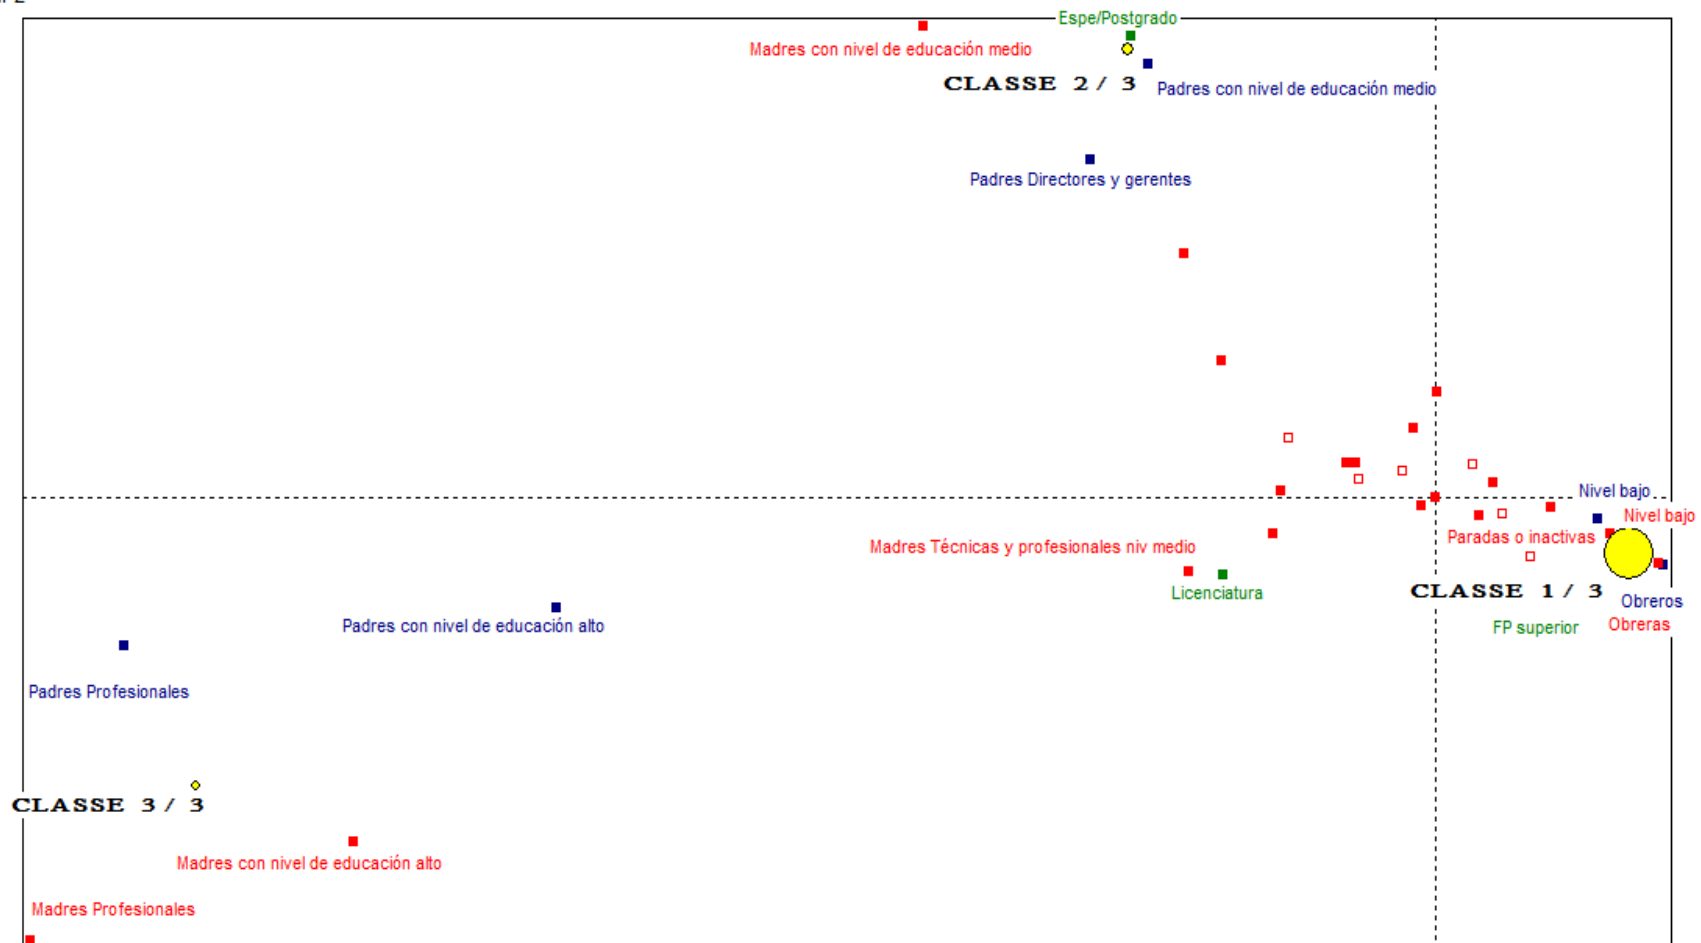 Espe/Postgrado
Madres con nivel de educación medio
CLASSE 2 / 3
Padres con nivel de educación medio
Padres Directores y gerentes
Nivel bajo
Nivel bajo
Paradas o inactivas
Madres Técnicas y profesionales niv medio
Licenciatura
CLASSE 1 / 3
Obreros
FP superior
Obreras
Padres con nivel de educación alto
Padres Profesionales
CLASSE 3 / 3
Madres con nivel de educación alto
Madres Profesionales